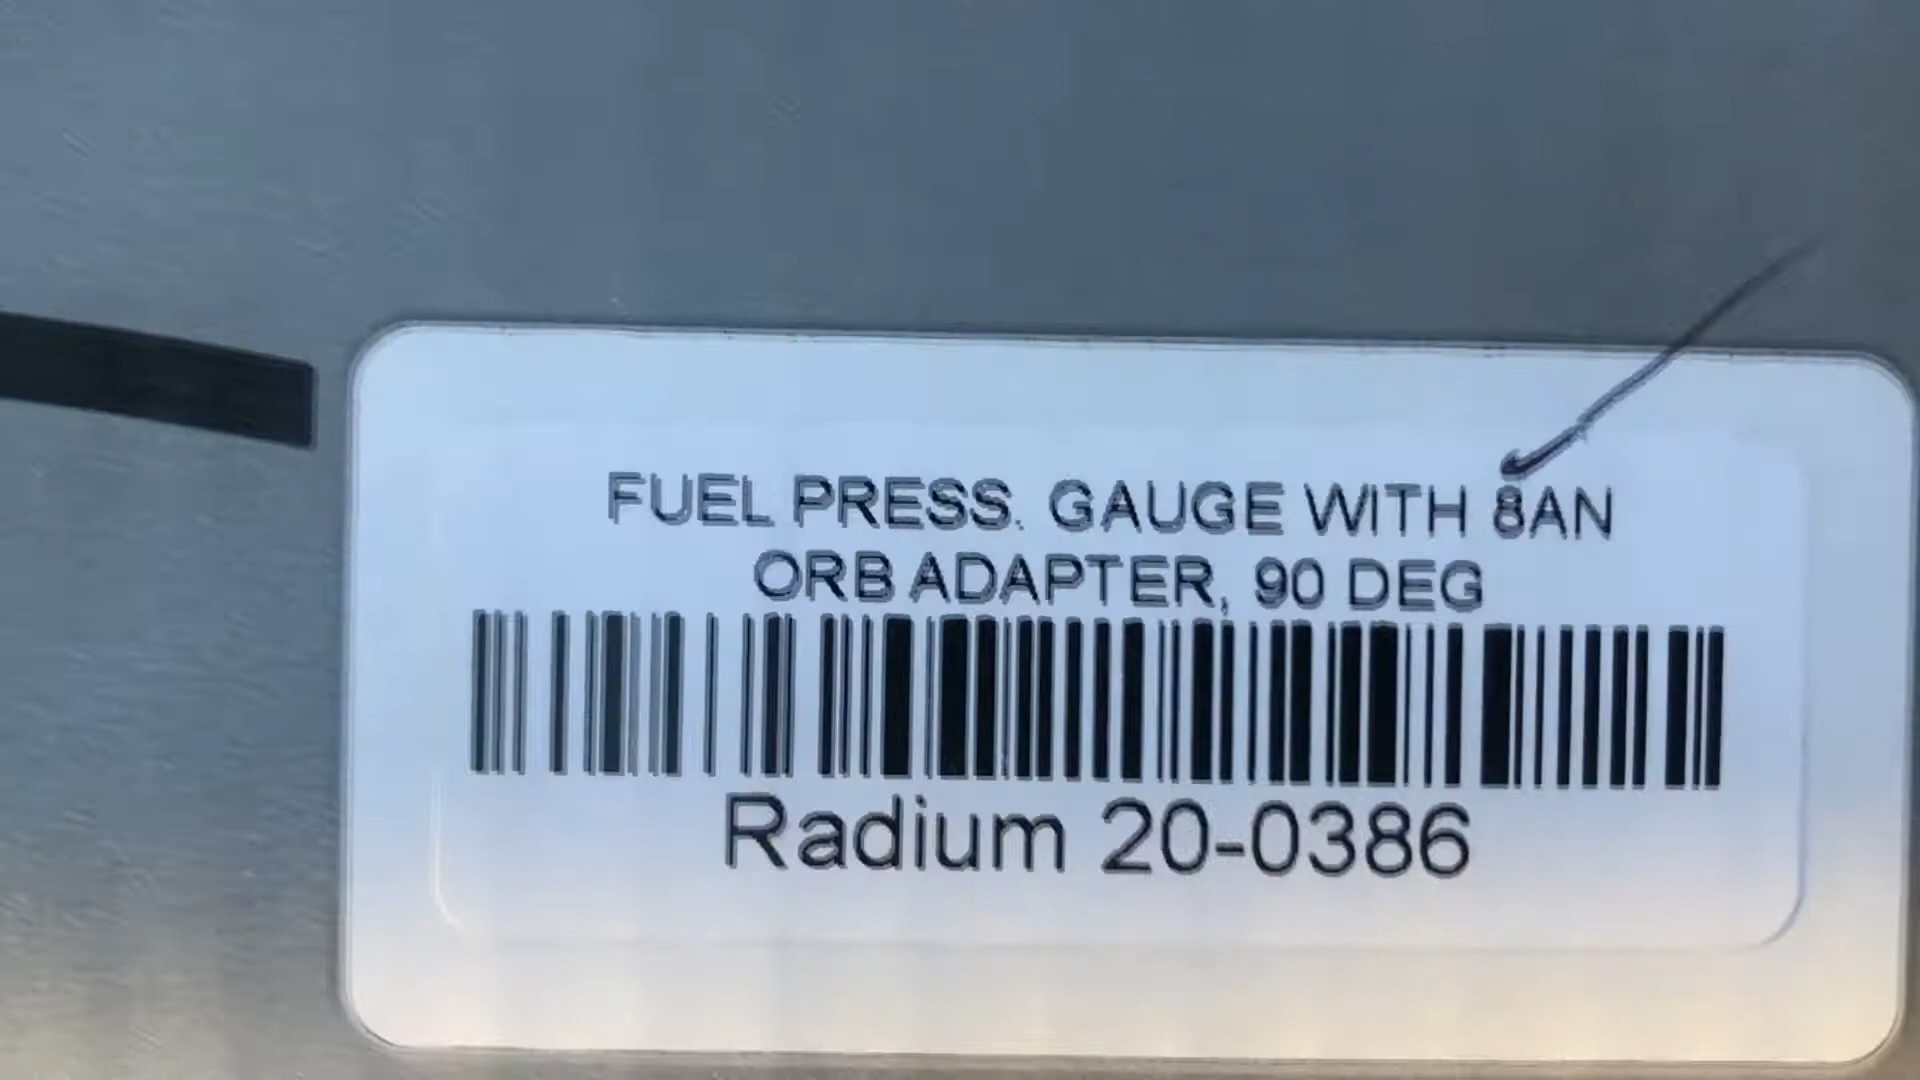 FUEL PRESS. GAUGE WITH 8AN
ORB ADAPTER, 90 DEG
Radium 20-0386